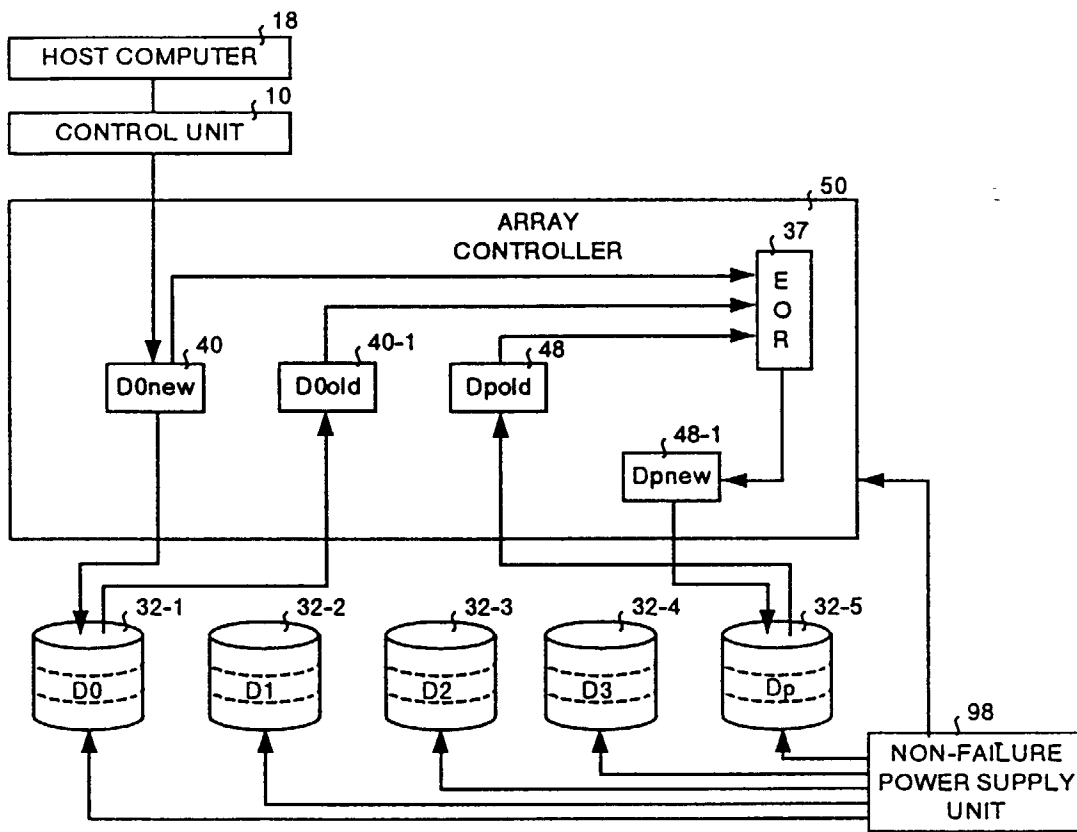 18
HOST COMPUTER
10
CONTROL UNIT
50
ARRAY
CONTROLLER
37
E
O
R
40
D0new
40-1
D0old
48
Dpold
48-1
Dpnew
32-1
D0
32-2
D1
32-3
D2
32-4
D3
32-5
Dp
98
NON-FAILURE
POWER SUPPLY
UNIT